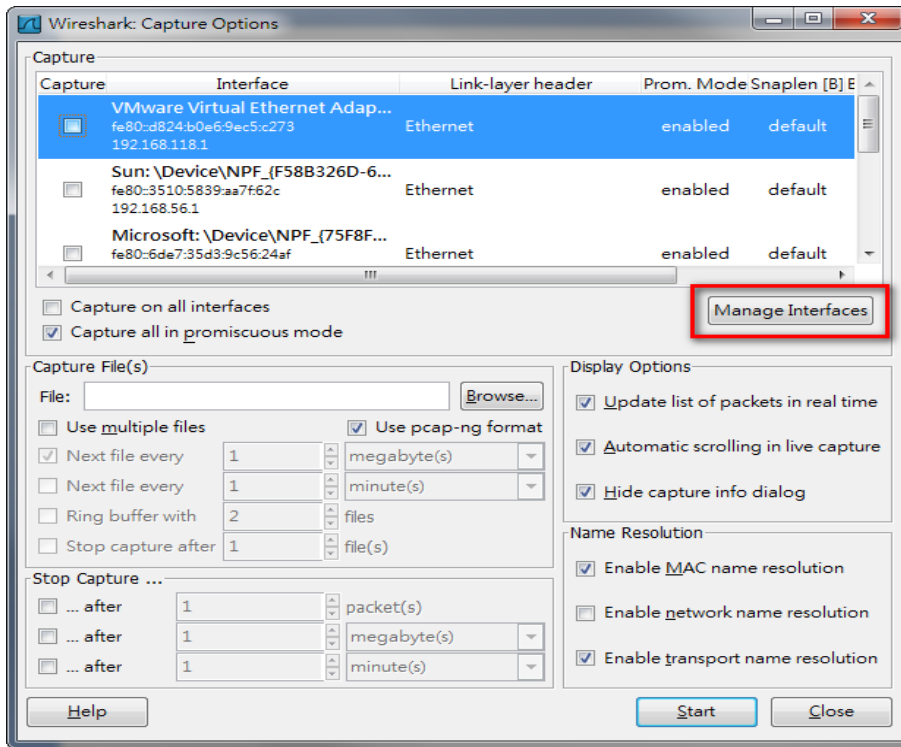 Wireshark: Capture Options
Capture
Capture Interface Link-layer header Prom. Mode Snaplen [B] E
VMware Virtual Ethernet Adap...
fe80::d824:b0e6:9ec5:c273 Ethernet enabled default
192.168.118.1
Sun: \Device\NPF_{F58B326D-6...
fe80::3510:5839:aa7f:62c Ethernet enabled default
192.168.56.1
Microsoft: \Device\NPF_{75F8F...
fe80::6de7:35d3:9c56:24af Ethernet enabled default
Capture on all interfaces
Manage Interfaces
Capture all in promiscuous mode
Capture File(s)
File: Browse...
Use multiple files Use pcap-ng format
Next file every 1 megabyte(s)
Next file every 1 minute(s)
Ring buffer with 2 files
Stop capture after 1 file(s)
Stop Capture ...
... after 1 packet(s)
... after 1 megabyte(s)
... after 1 minute(s)
Display Options
Update list of packets in real time
Automatic scrolling in live capture
Hide capture info dialog
Name Resolution
Enable MAC name resolution
Enable network name resolution
Enable transport name resolution
Help Start Close